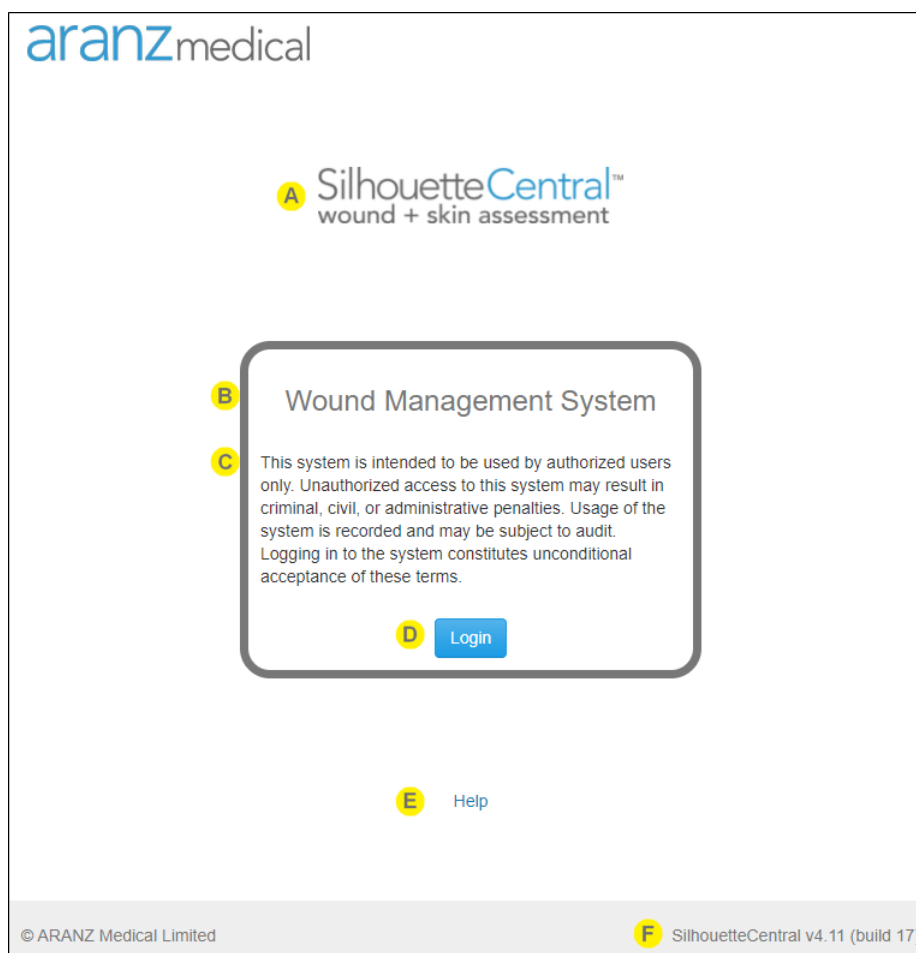 aranzmedical
A SilhouetteCentral™
wound + skin assessment
B Wound Management System
C This system is intended to be used by authorized users
only. Unauthorized access to this system may result in
criminal, civil, or administrative penalties. Usage of the
system is recorded and may be subject to audit.
Logging in to the system constitutes unconditional
acceptance of these terms.
D Login
E Help
© ARANZ Medical Limited
F SilhouetteCentral v4.11 (build 17)